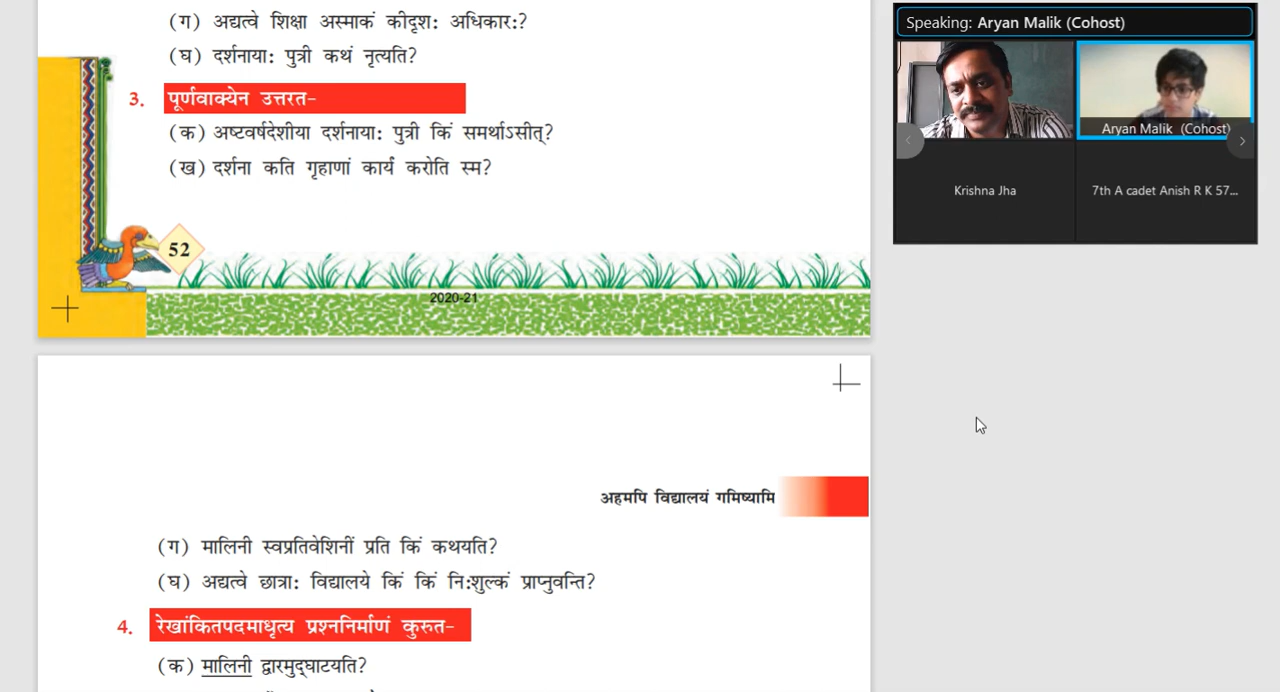 (ग) अद्यत्वे शिक्षा अस्माकं कीदृश: अधिकार:?
(घ) दर्शनाया: पुत्री कथं नृत्यति?
3. पूर्णवाक्येन उत्तरत-
(क) अष्टवर्षदेशीया दर्शनाया: पुत्री किं समर्थाऽसीत्?
(ख) दर्शना कति गृहाणां कार्यं करोति स्म?
52
2020-21
अहमपि विद्यालयं गमिष्यामि
(ग) मालिनी स्वप्रतिवेशिनीं प्रति किं कथयति?
(घ) अद्यत्वे छात्रा: विद्यालये किं किं नि:शुल्कं प्राप्नुवन्ति?
4. रेखांकितपदमाधृत्य प्रश्ननिर्माणं कुरुत-
(क) मालिनी द्वारमुद्घाटयति?
Speaking: Aryan Malik (Cohost)
Aryan Malik (Cohost)
Krishna Jha
7th A cadet Anish R K 57...